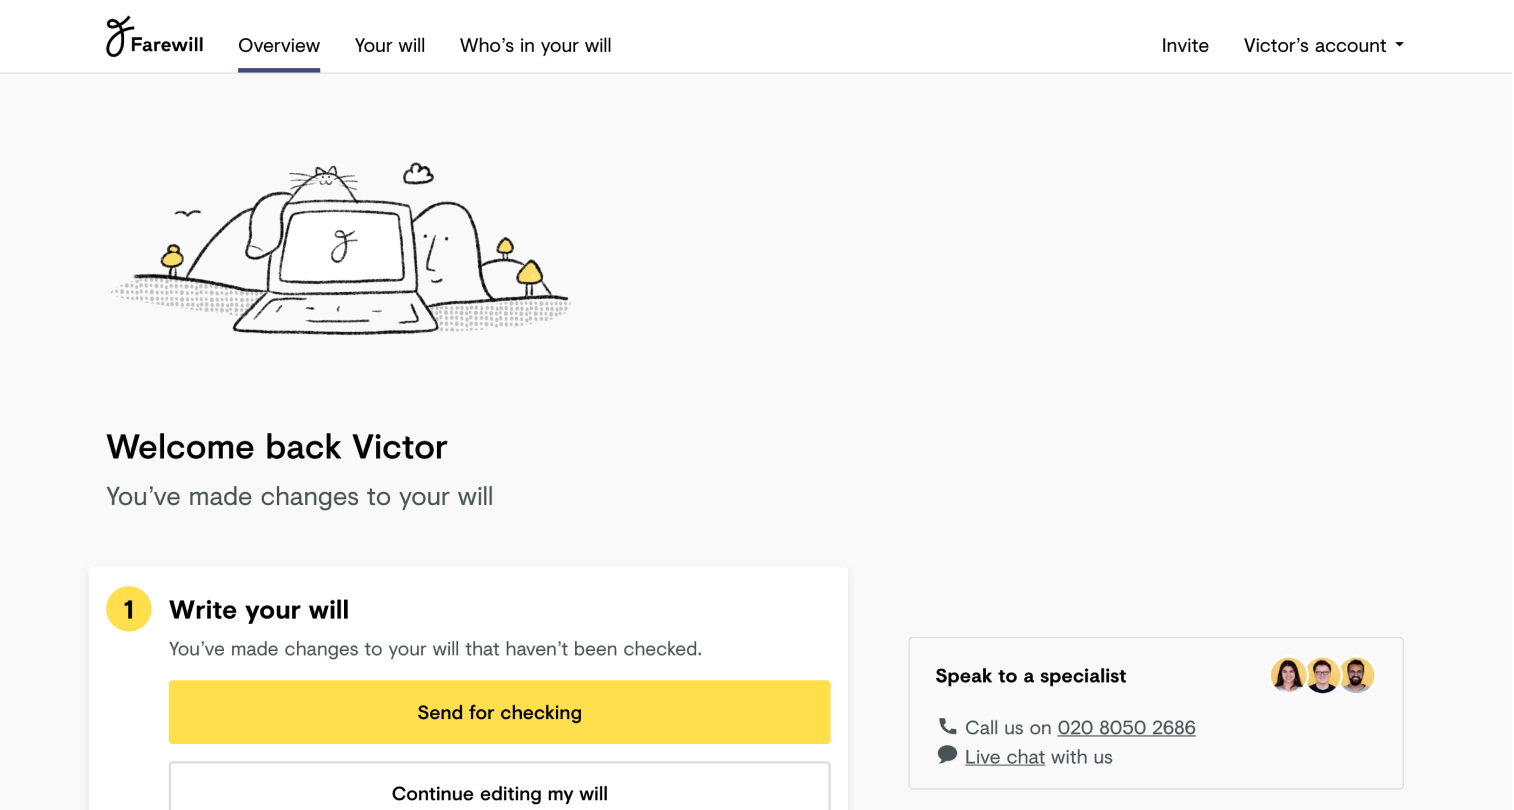 Farewill
Overview
Your will
Who’s in your will
Invite
Victor’s account
Welcome back Victor
You’ve made changes to your will
1
Write your will
You’ve made changes to your will that haven’t been checked.
Send for checking
Continue editing my will
Speak to a specialist
Call us on 020 8050 2686
Live chat with us